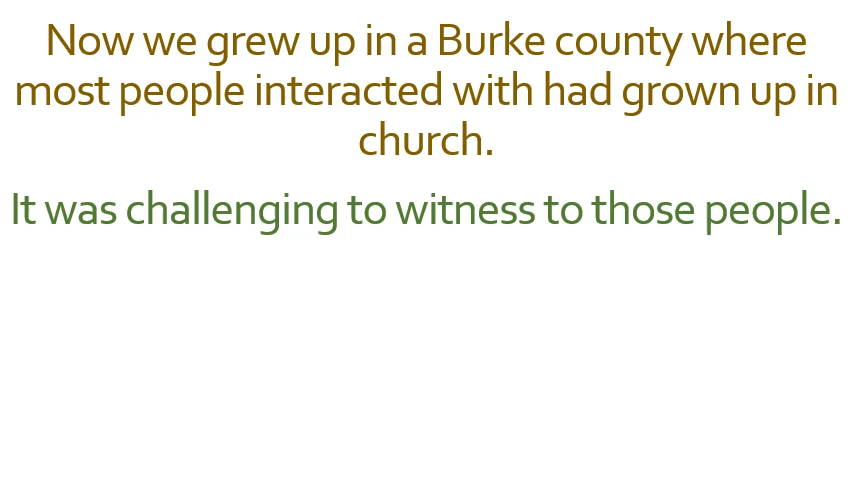 Now we grew up in a Burke county where
most people interacted with had grown up in
church.
It was challenging to witness to those people.